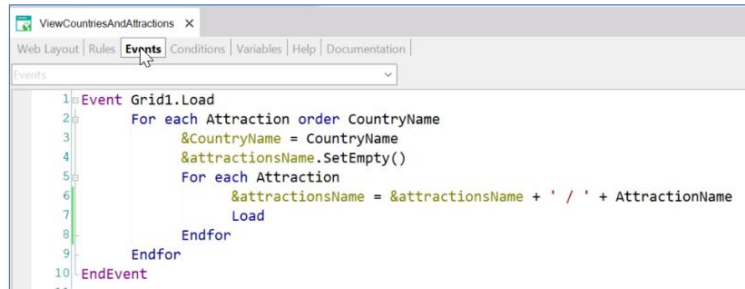 ViewCountriesAndAttractions X
Web Layout | Rules | Events | Conditions | Variables | Help | Documentation |
Events
1 Event Grid1.Load
2 For each Attraction order CountryName
3 &CountryName = CountryName
4 &attractionsName.SetEmpty()
5 For each Attraction
6 &attractionsName = &attractionsName + ' / ' + AttractionName
7 Load
8 Endfor
9 Endfor
10 EndEvent